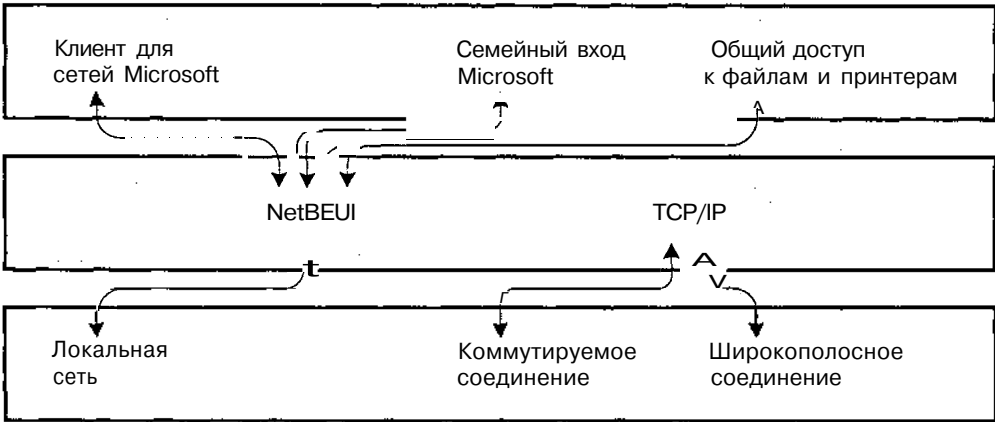 Клиент для
сетей Microsoft
Семейный вход
Microsoft
Общий доступ
к файлам и принтерам
NetBEUI
TCP/IP
Локальная
сеть
Коммутируемое
соединение
Широкополосное
соединение